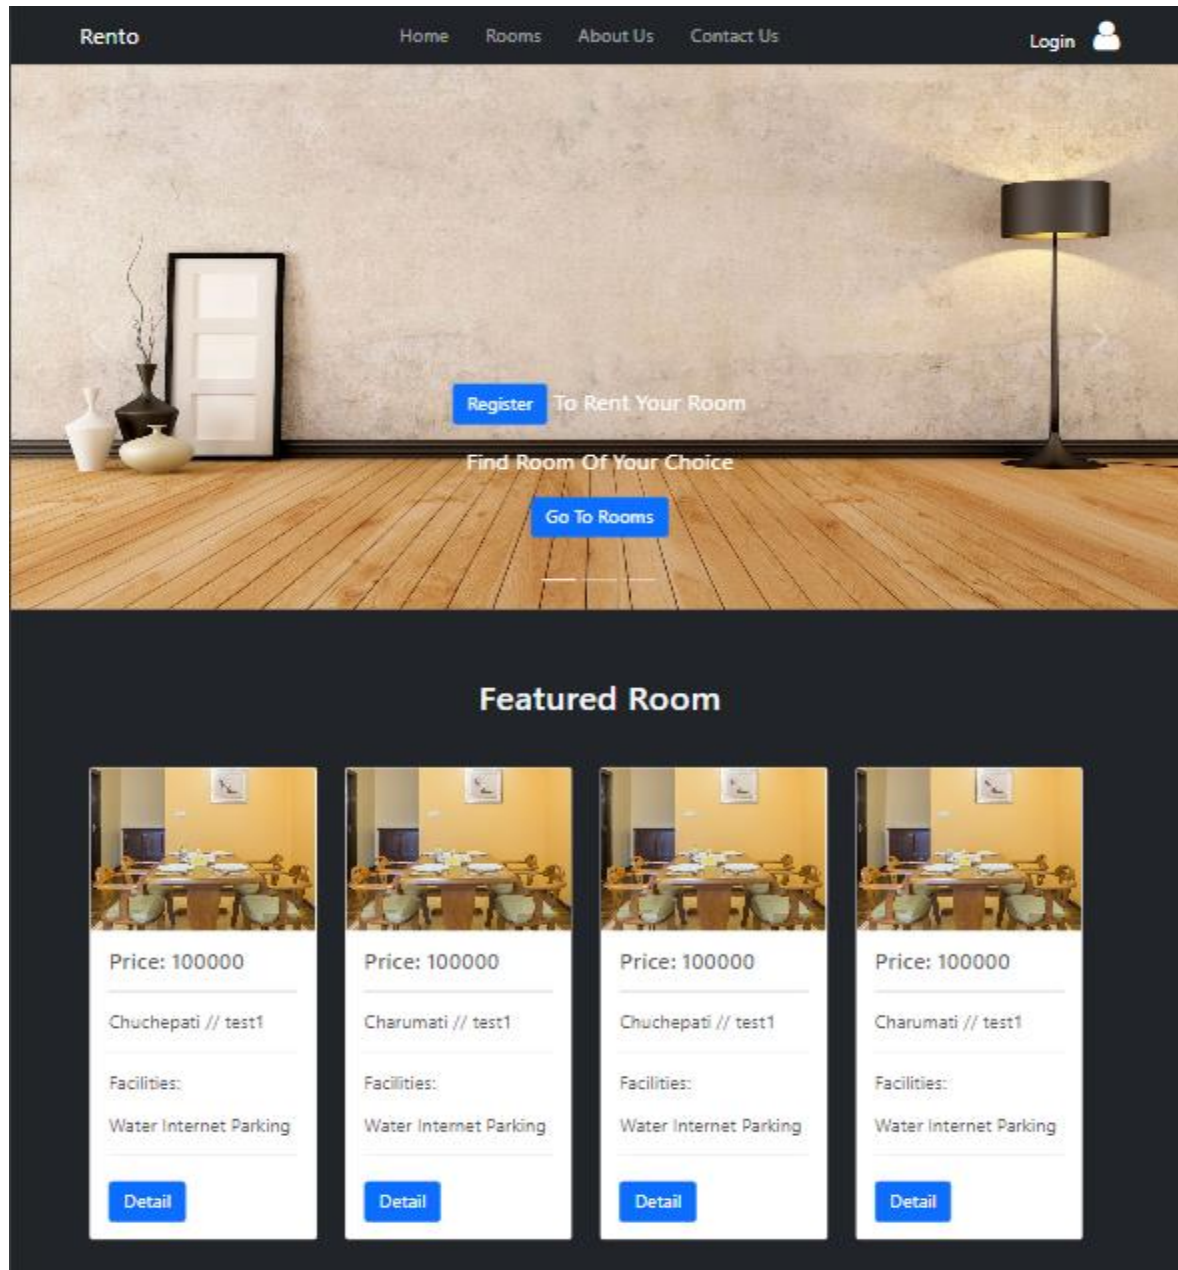 Rento Home Rooms About Us Contact Us Login
Register To Rent Your Room
Find Room Of Your Choice
Go To Rooms
Featured Room
Price: 100000
Chuchepati // test1
Facilities:
Water Internet Parking
Detail
Price: 100000
Charumati // test1
Facilities:
Water Internet Parking
Detail
Price: 100000
Chuchepati // test1
Facilities:
Water Internet Parking
Detail
Price: 100000
Charumati // test1
Facilities:
Water Internet Parking
Detail